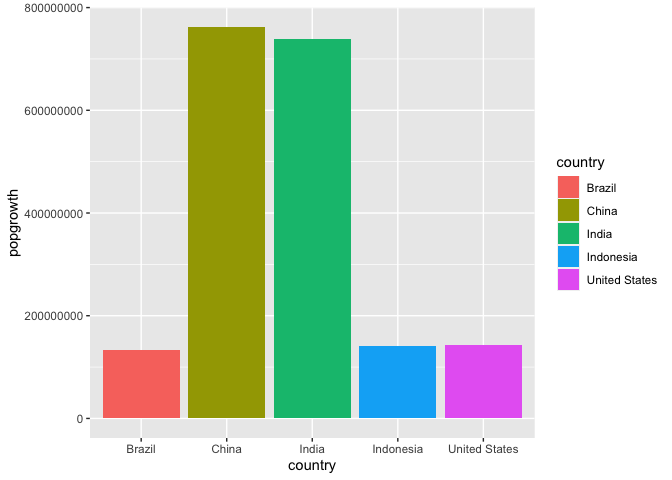 800000000
600000000
400000000
200000000
0
popgrowth
Brazil China India Indonesia United States
country
country
Brazil
China
India
Indonesia
United States